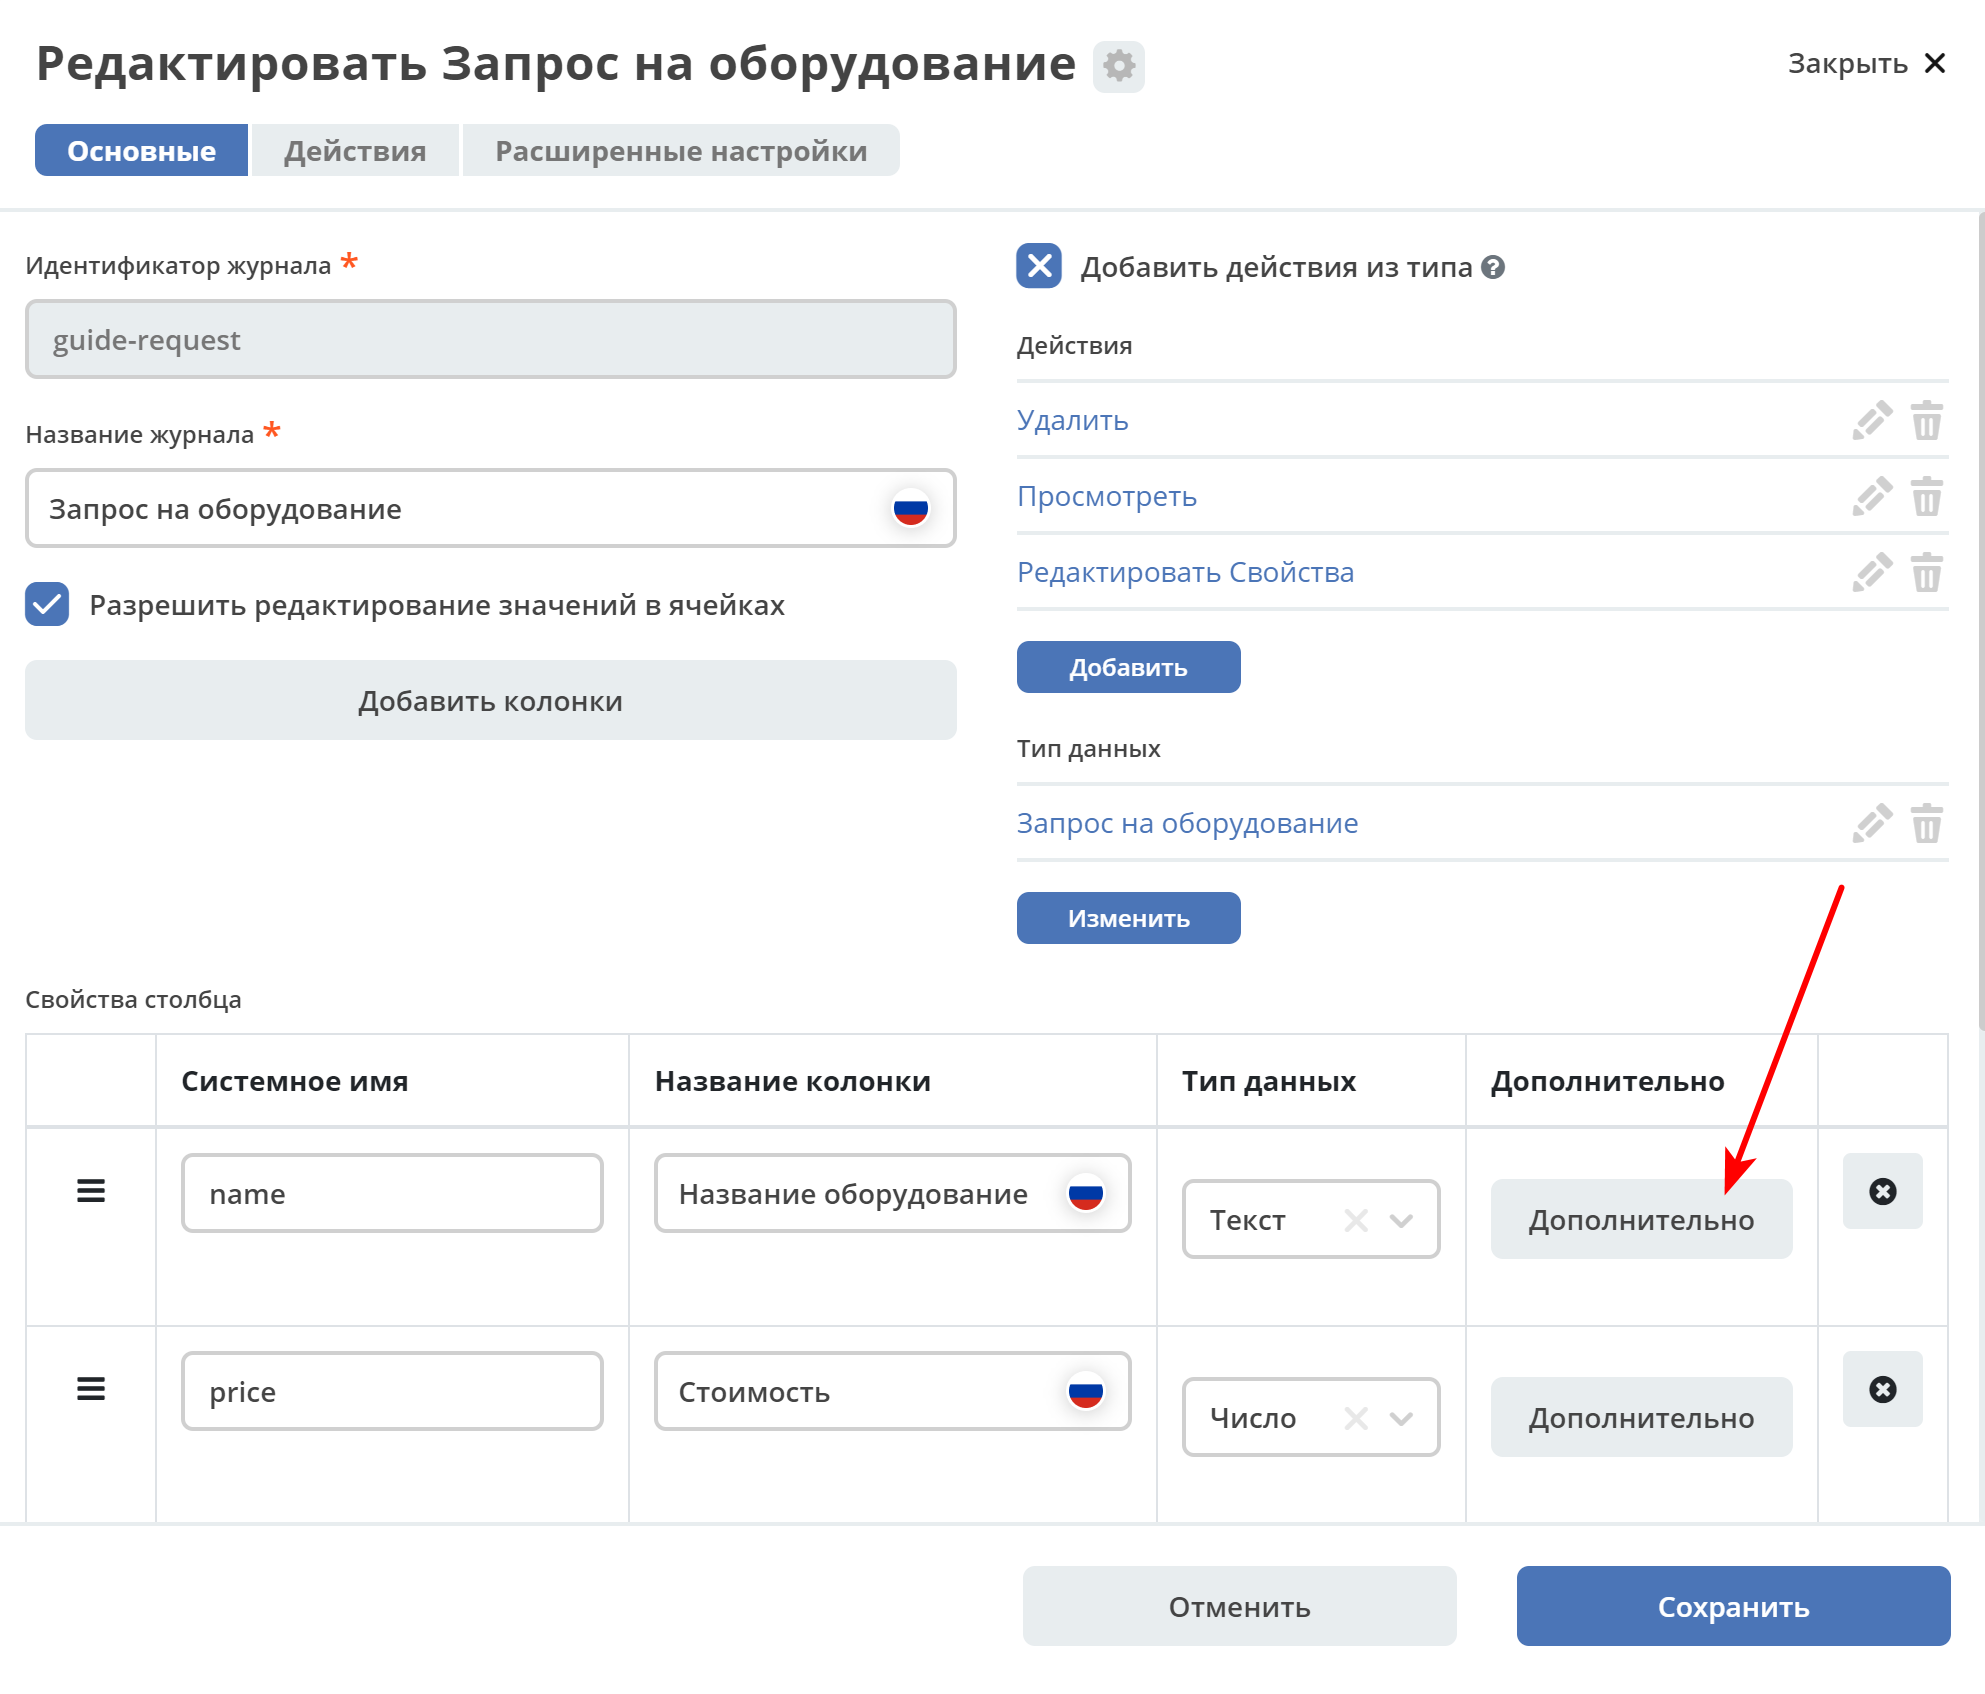 Редактировать Запрос на оборудование
Закрыть
Основные
Действия
Расширенные настройки
Идентификатор журнала *
guide-request
Название журнала *
Запрос на оборудование
Разрешить редактирование значений в ячейках
Добавить колонки
Добавить действия из типа ?
Действия
Удалить
Просмотреть
Редактировать Свойства
Добавить
Тип данных
Запрос на оборудование
Изменить
Свойства столбца
Системное имя
Название колонки
Тип данных
Дополнительно
name
Название оборудование
Текст
Дополнительно
price
Стоимость
Число
Дополнительно
Отменить
Сохранить